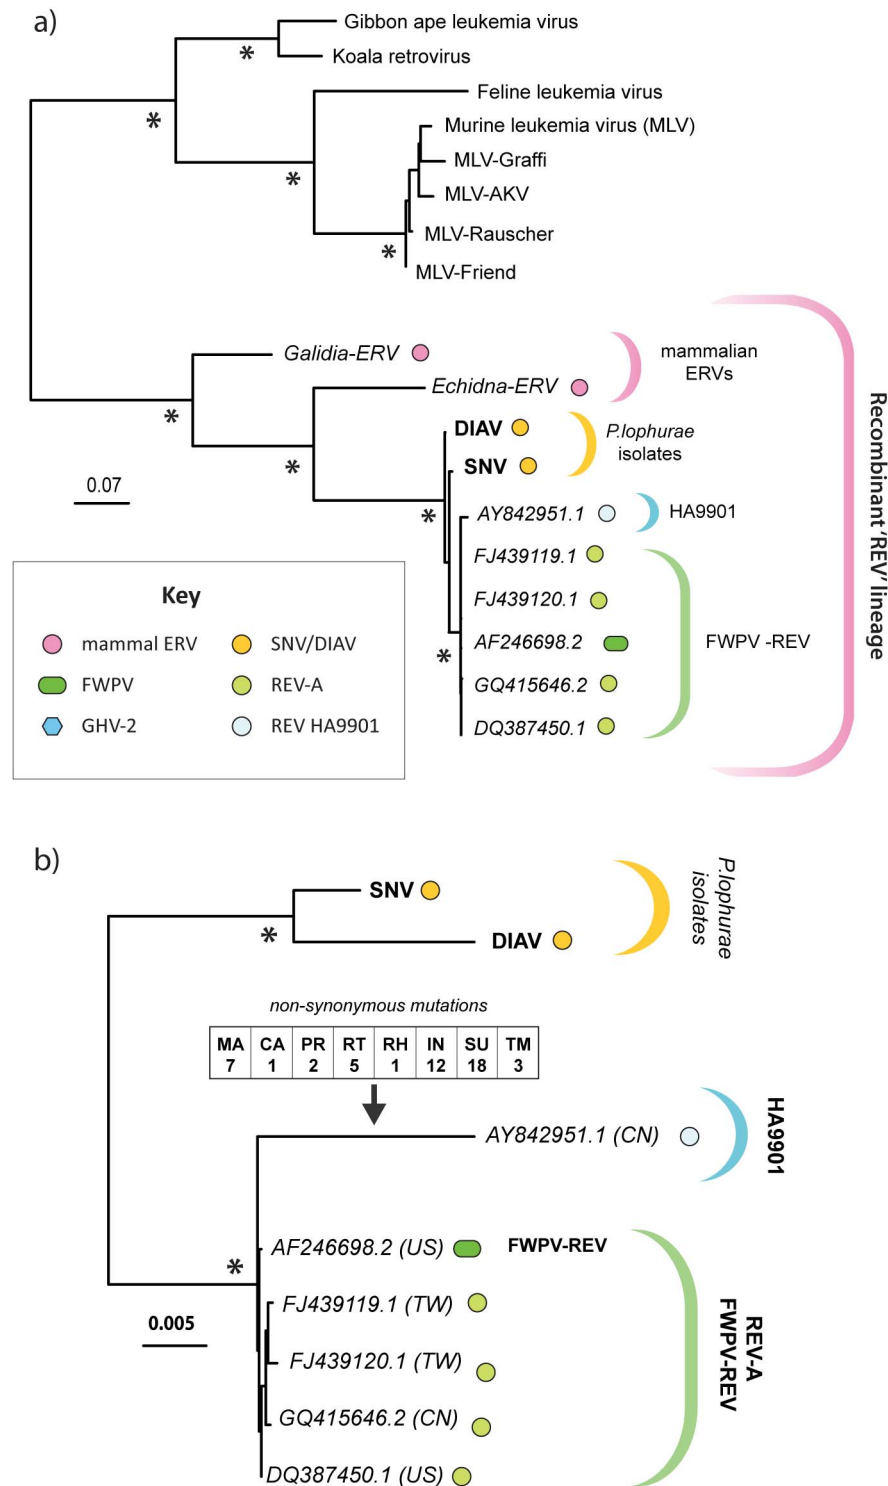 a)
Gibbon ape leukemia virus
*
Koala retrovirus
*
Feline leukemia virus
Murine leukemia virus (MLV)
MLV-Graffi
*
MLV-AKV
MLV-Rauscher
*
MLV-Friend
Galidia-ERV
mammalian
ERVs
Echidna-ERV
*
DIAV
P.lophurae
isolates
*
SNV
0.07
*
AY842951.1
HA9901
FJ439119.1
FJ439120.1
AF246698.2
FWPV -REV
*
GQ415646.2
DQ387450.1
Recombinant 'REV' lineage
Key
mammal ERV
SNV/DIAV
FWPV
REV-A
GHV-2
REV HA9901
b)
SNV
*
DIAV
P.lophurae
isolates
non-synonymous mutations
MA CA PR RT RH IN SU TM
7 1 2 5 1 12 18 3
AY842951.1 (CN)
HA9901
*
AF246698.2 (US)
FWPV-REV
FJ439119.1 (TW)
0.005
FJ439120.1 (TW)
GQ415646.2 (CN)
DQ387450.1 (US)
REV-A
FWPV-REV